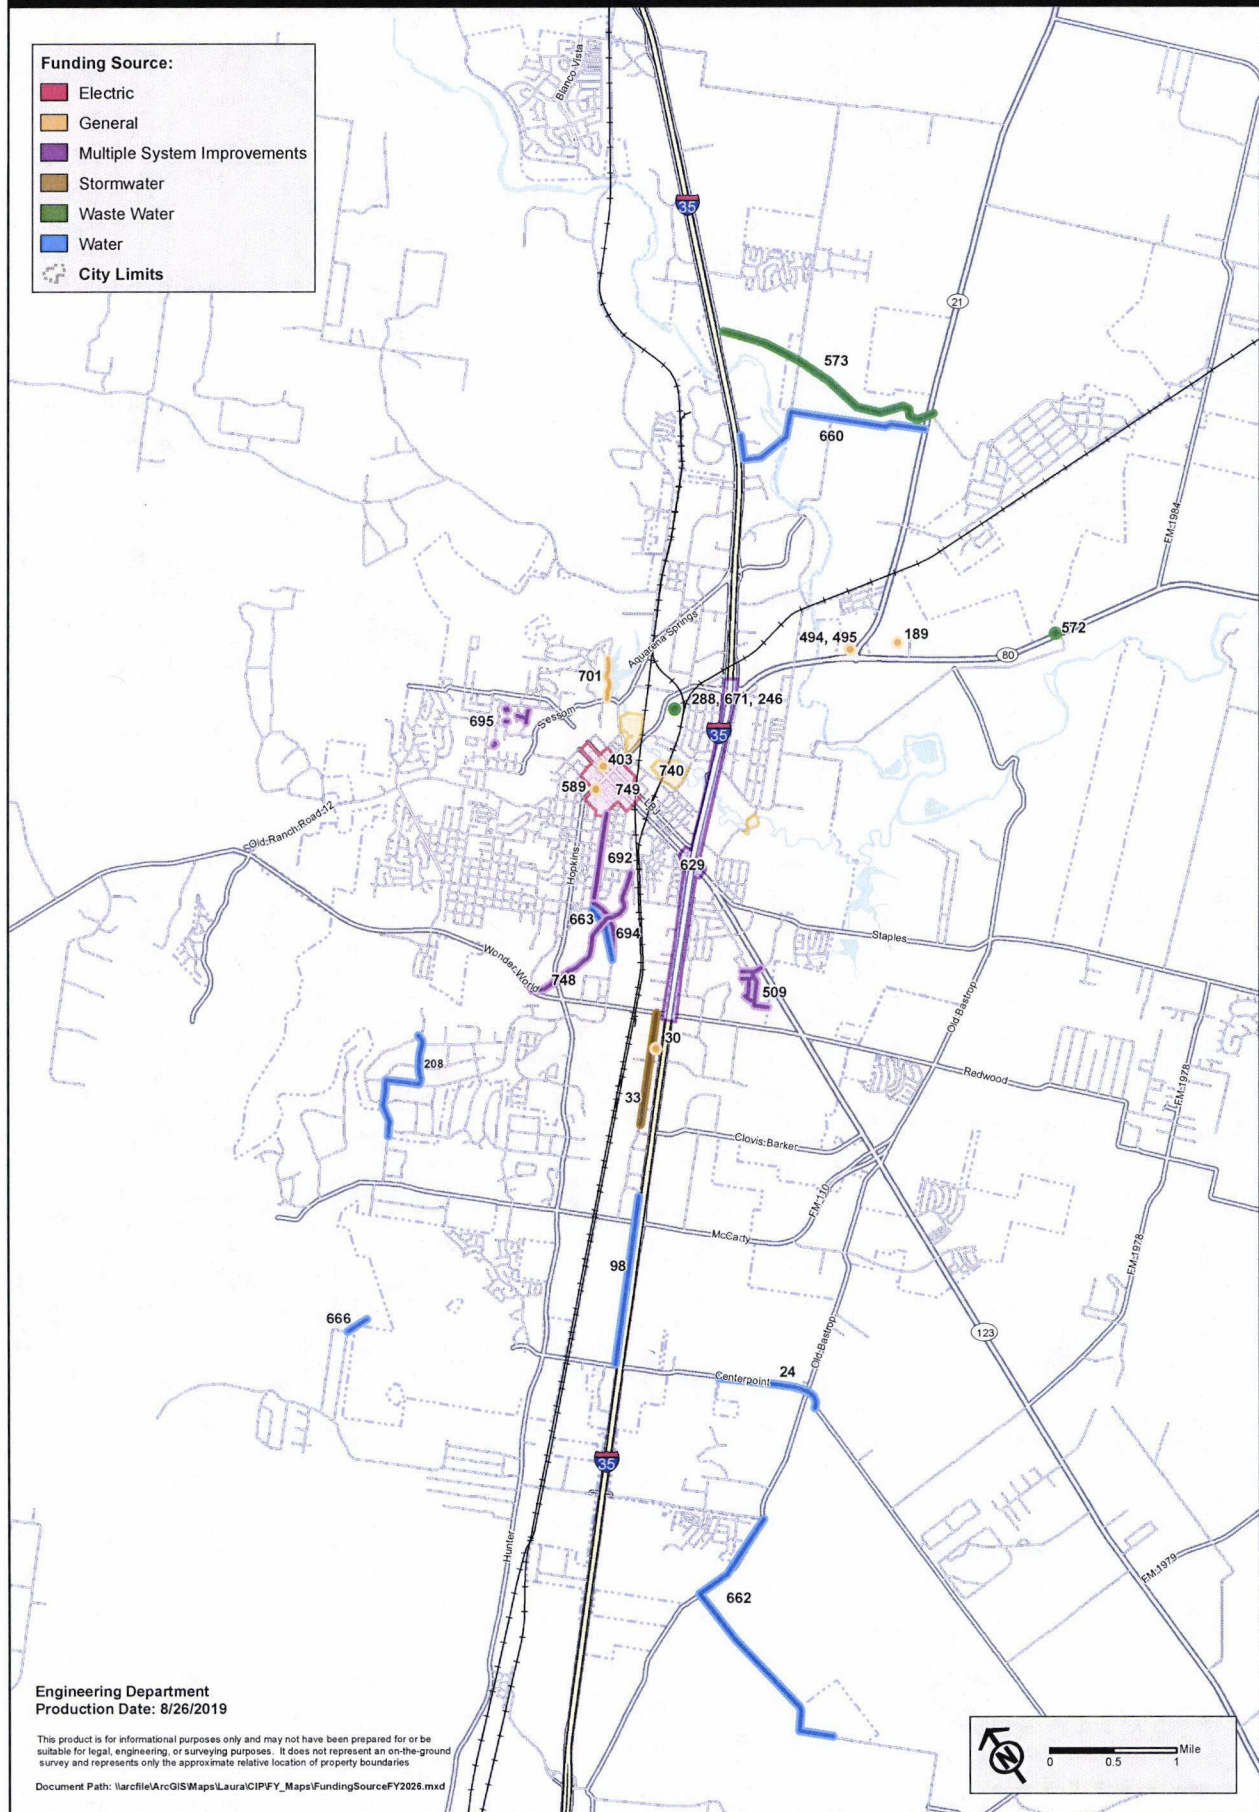 Funding Source:
Electric
General
Multiple System Improvements
Stormwater
Waste Water
Water
City Limits
Blanco Vista
35
21
573
660
FM:1984
Aquarena Springs
494, 495
189
572
80
701
288, 671, 246
695
Sessom
35
403
740
589
749
LBJ
Old:Ranch:Road:12
Hopkins
692
629
663
694
Staples
Wonder:World
748
509
Old:Bastrop
30
208
Redwood
FM:1978
33
Clovis:Barker
FM:110
McCarty
98
FM:1978
666
123
Old:Bastrop
24
Centerpoint
35
Hunter
FM:1979
662
Engineering Department
Production Date: 8/26/2019
This product is for informational purposes only and may not have been prepared for or be
suitable for legal, engineering, or surveying purposes. It does not represent an on-the-ground
survey and represents only the approximate relative location of property boundaries
Document Path: \\arcfile\ArcGIS\Maps\Laura\CIP\FY_Maps\FundingSourceFY2026.mxd
N
Mile
0 0.5 1